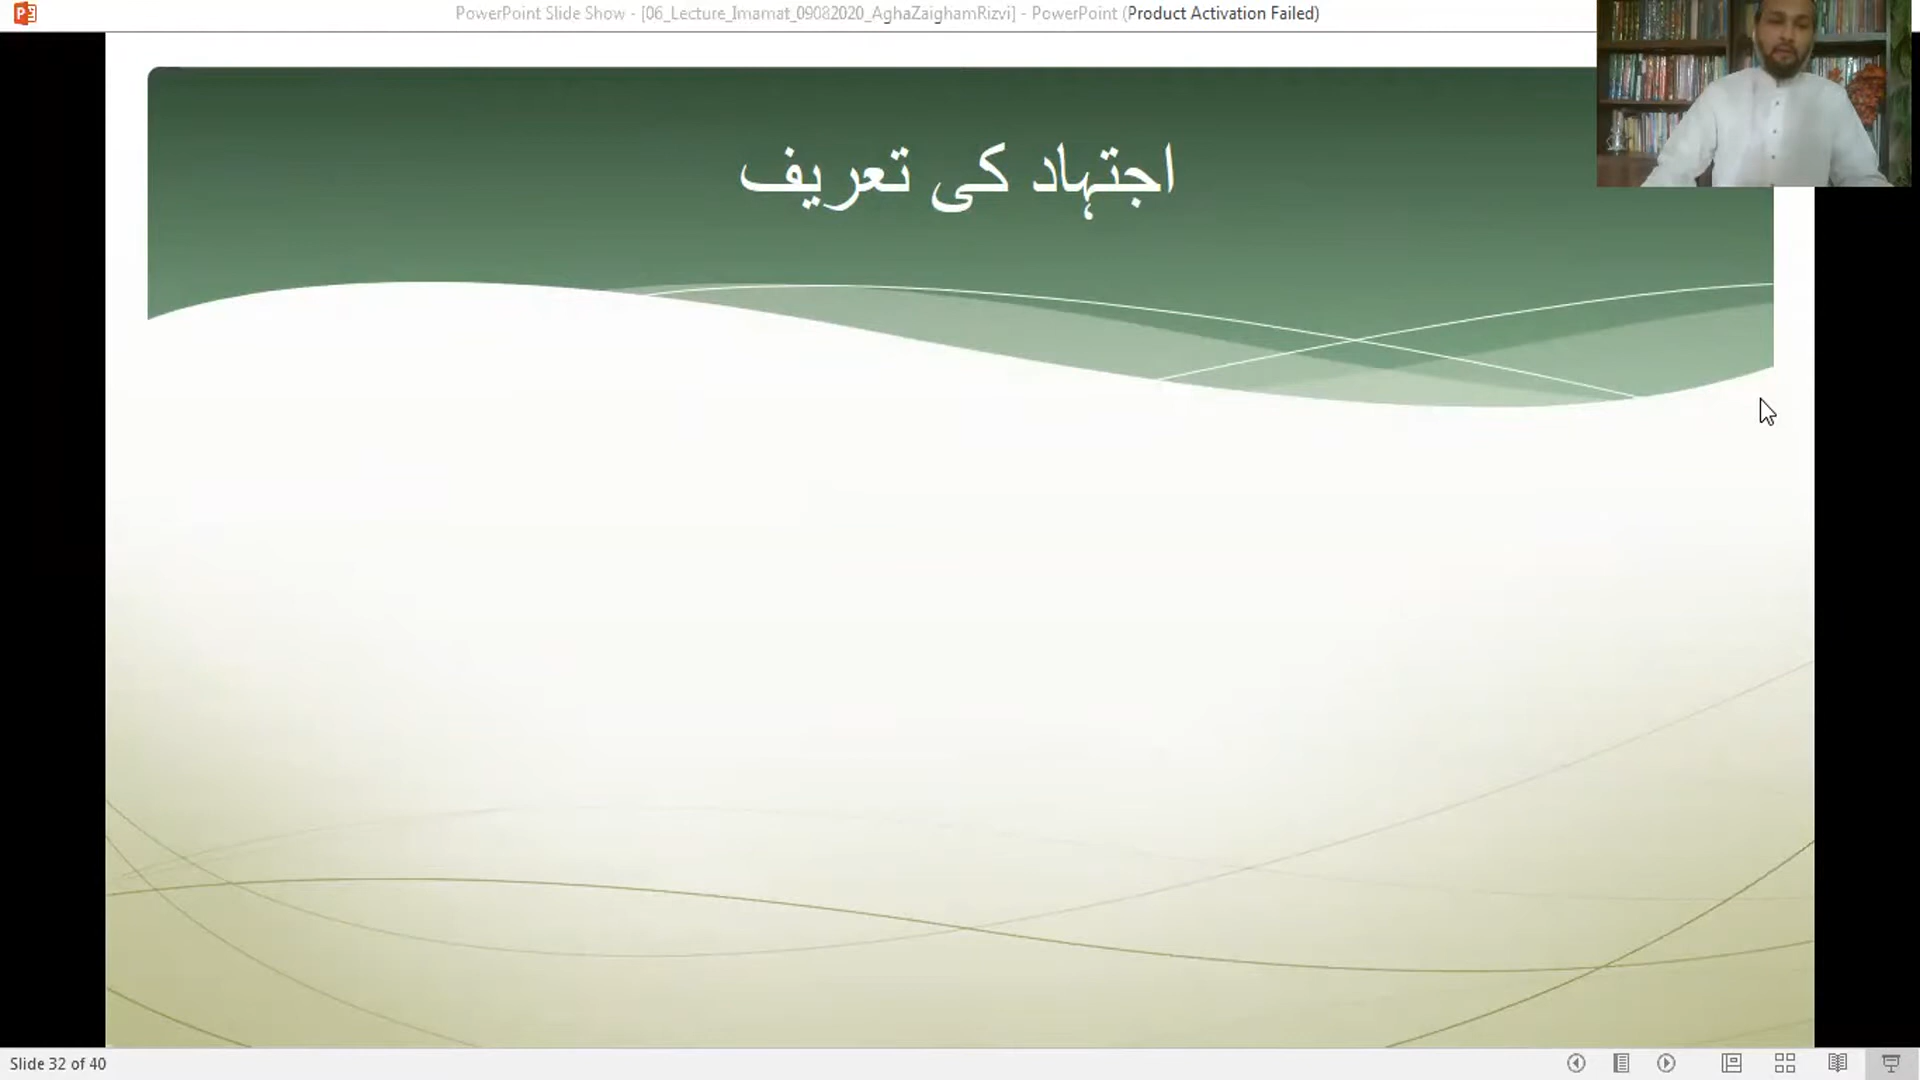 PowerPoint Slide Show - [06_Lecture_Imamat_09082020_AghaZaighamRizvi] - PowerPoint (Product Activation Failed)
اجتہاد کی تعریف
Slide 32 of 40